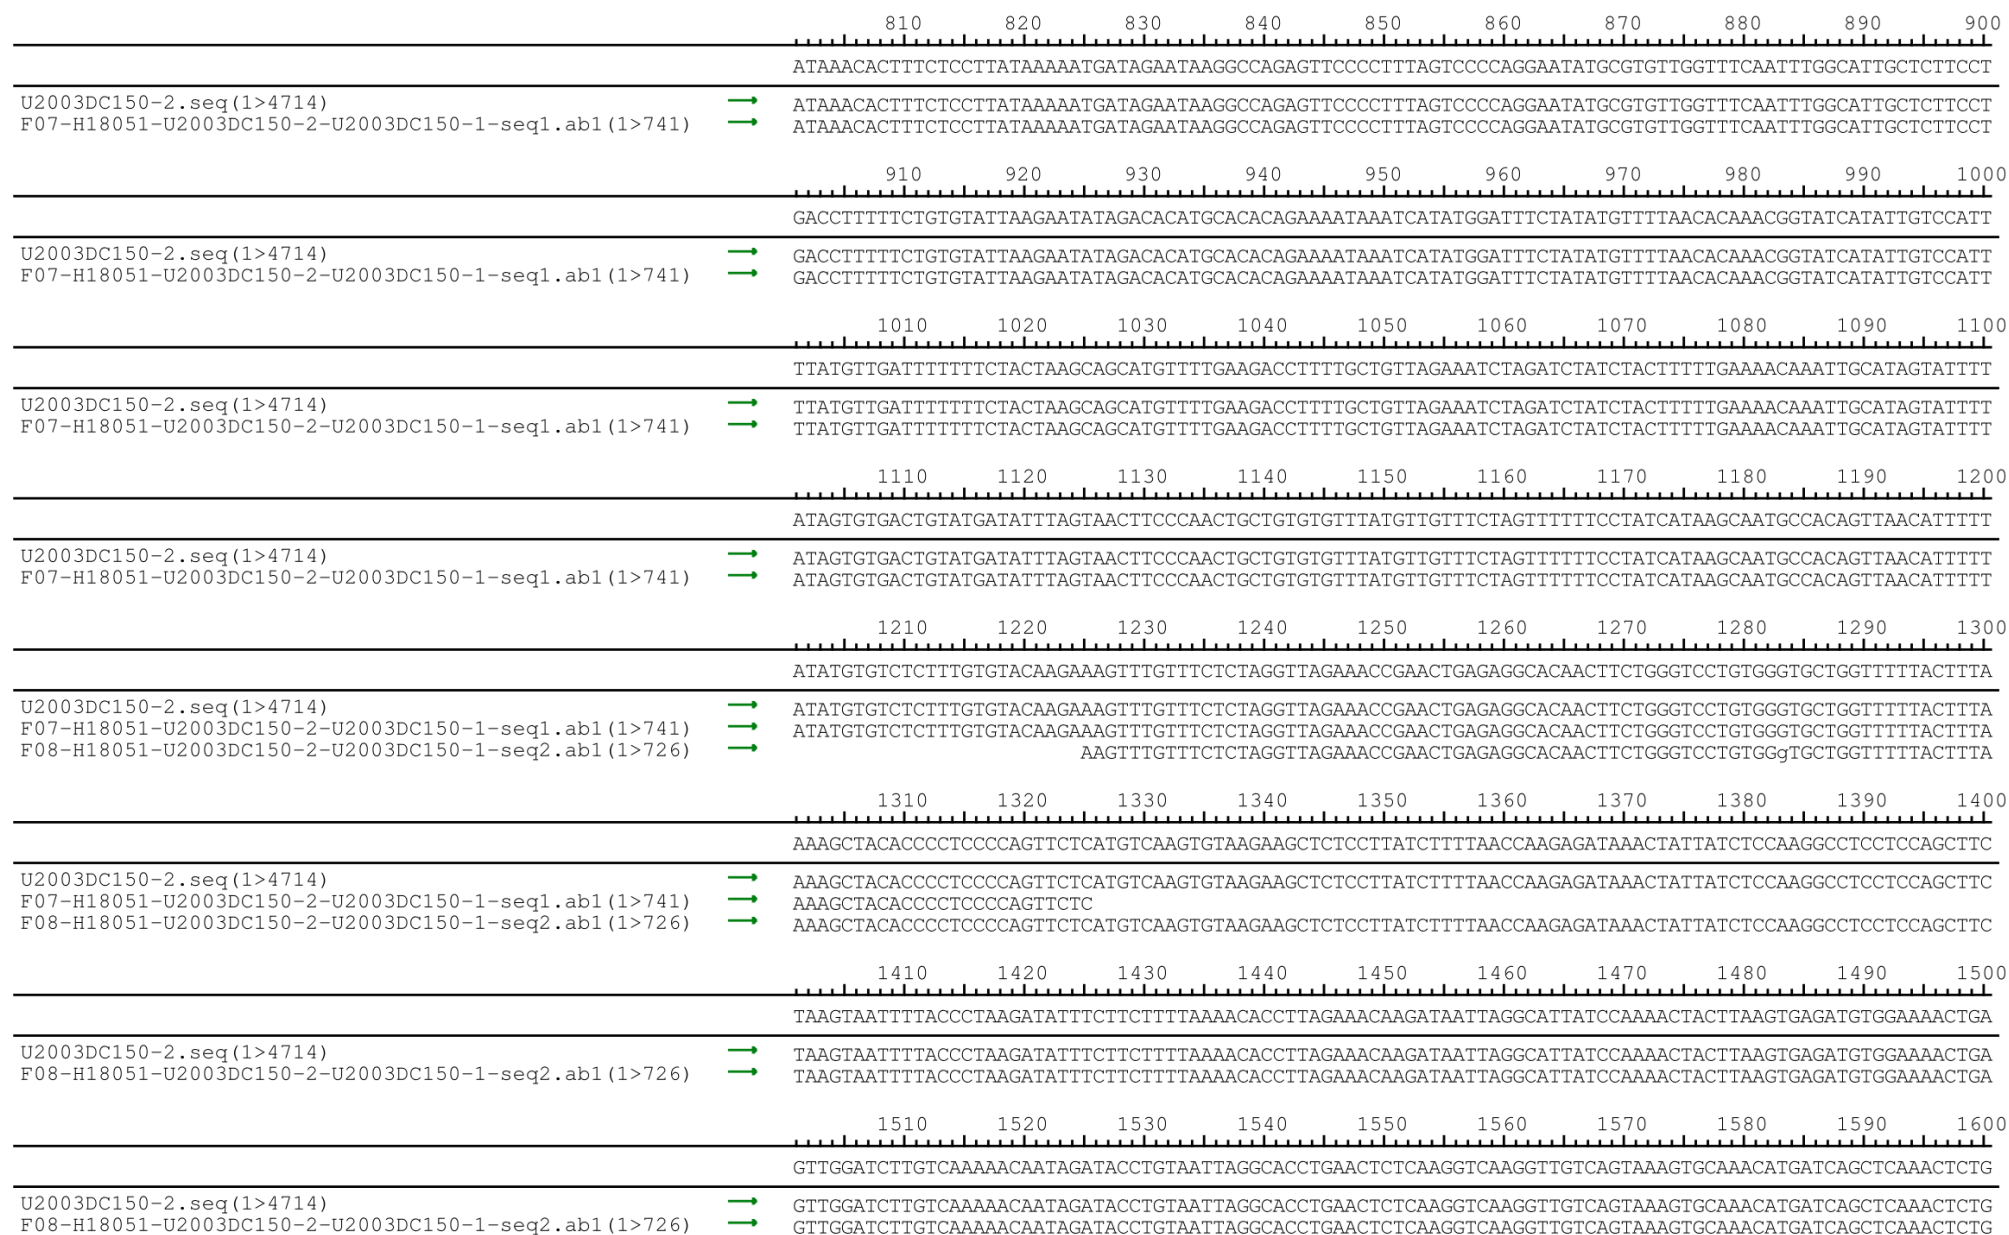 810 820 830 840 850 860 870 880 890 900
ATAAACACTTTCTCCTTATAAAAATGATAGAATAAGGCCAGAGTTCCCCTTTAGTCCCCAGGAATATGCGTGTTGGTTTCAATTTGGCATTGCTCTTCCT
U2003DC150-2.seq(1>4714) ATAAACACTTTCTCCTTATAAAAATGATAGAATAAGGCCAGAGTTCCCCTTTAGTCCCCAGGAATATGCGTGTTGGTTTCAATTTGGCATTGCTCTTCCT
F07-H18051-U2003DC150-2-U2003DC150-1-seq1.ab1(1>741) ATAAACACTTTCTCCTTATAAAAATGATAGAATAAGGCCAGAGTTCCCCTTTAGTCCCCAGGAATATGCGTGTTGGTTTCAATTTGGCATTGCTCTTCCT
910 920 930 940 950 960 970 980 990 1000
GACCTTTTTCTGTGTATTAAGAATATAGACACATGCACACAGAAAATAAATCATATGGATTTCTATATGTTTTAACACAAACGGTATCATATTGTCCATT
U2003DC150-2.seq(1>4714) GACCTTTTTCTGTGTATTAAGAATATAGACACATGCACACAGAAAATAAATCATATGGATTTCTATATGTTTTAACACAAACGGTATCATATTGTCCATT
F07-H18051-U2003DC150-2-U2003DC150-1-seq1.ab1(1>741) GACCTTTTTCTGTGTATTAAGAATATAGACACATGCACACAGAAAATAAATCATATGGATTTCTATATGTTTTAACACAAACGGTATCATATTGTCCATT
1010 1020 1030 1040 1050 1060 1070 1080 1090 1100
TTATGTTGATTTTTTTCTACTAAGCAGCATGTTTTGAAGACCTTTTGCTGTTAGAAATCTAGATCTATCTACTTTTTGAAAACAAATTGCATAGTATTTT
U2003DC150-2.seq(1>4714) TTATGTTGATTTTTTTCTACTAAGCAGCATGTTTTGAAGACCTTTTGCTGTTAGAAATCTAGATCTATCTACTTTTTGAAAACAAATTGCATAGTATTTT
F07-H18051-U2003DC150-2-U2003DC150-1-seq1.ab1(1>741) TTATGTTGATTTTTTTCTACTAAGCAGCATGTTTTGAAGACCTTTTGCTGTTAGAAATCTAGATCTATCTACTTTTTGAAAACAAATTGCATAGTATTTT
1110 1120 1130 1140 1150 1160 1170 1180 1190 1200
ATAGTGTGACTGTATGATATTTAGTAACTTCCCAACTGCTGTGTGTTTATGTTGTTTCTAGTTTTTTCCTATCATAAGCAATGCCACAGTTAACATTTTT
U2003DC150-2.seq(1>4714) ATAGTGTGACTGTATGATATTTAGTAACTTCCCAACTGCTGTGTGTTTATGTTGTTTCTAGTTTTTTCCTATCATAAGCAATGCCACAGTTAACATTTTT
F07-H18051-U2003DC150-2-U2003DC150-1-seq1.ab1(1>741) ATAGTGTGACTGTATGATATTTAGTAACTTCCCAACTGCTGTGTGTTTATGTTGTTTCTAGTTTTTTCCTATCATAAGCAATGCCACAGTTAACATTTTT
1210 1220 1230 1240 1250 1260 1270 1280 1290 1300
ATATGTGTCTCTTTGTGTACAAGAAAGTTTGTTTCTCTAGGTTAGAAACCGAACTGAGAGGCACAACTTCTGGGTCCTGTGGGTGCTGGTTTTTACTTTA
U2003DC150-2.seq(1>4714) ATATGTGTCTCTTTGTGTACAAGAAAGTTTGTTTCTCTAGGTTAGAAACCGAACTGAGAGGCACAACTTCTGGGTCCTGTGGGTGCTGGTTTTTACTTTA
F07-H18051-U2003DC150-2-U2003DC150-1-seq1.ab1(1>741) ATATGTGTCTCTTTGTGTACAAGAAAGTTTGTTTCTCTAGGTTAGAAACCGAACTGAGAGGCACAACTTCTGGGTCCTGTGGGTGCTGGTTTTTACTTTA
F08-H18051-U2003DC150-2-U2003DC150-1-seq2.ab1(1>726) AAGTTTGTTTCTCTAGGTTAGAAACCGAACTGAGAGGCACAACTTCTGGGTCCTGTGGgTGCTGGTTTTTACTTTA
1310 1320 1330 1340 1350 1360 1370 1380 1390 1400
AAAGCTACACCCCTCCCCAGTTCTCATGTCAAGTGTAAGAAGCTCTCCTTATCTTTTAACCAAGAGATAAACTATTATCTCCAAGGCCTCCTCCAGCTTC
U2003DC150-2.seq(1>4714) AAAGCTACACCCCTCCCCAGTTCTCATGTCAAGTGTAAGAAGCTCTCCTTATCTTTTAACCAAGAGATAAACTATTATCTCCAAGGCCTCCTCCAGCTTC
F07-H18051-U2003DC150-2-U2003DC150-1-seq1.ab1(1>741) AAAGCTACACCCCTCCCCAGTTCTC
F08-H18051-U2003DC150-2-U2003DC150-1-seq2.ab1(1>726) AAAGCTACACCCCTCCCCAGTTCTCATGTCAAGTGTAAGAAGCTCTCCTTATCTTTTAACCAAGAGATAAACTATTATCTCCAAGGCCTCCTCCAGCTTC
1410 1420 1430 1440 1450 1460 1470 1480 1490 1500
TAAGTAATTTTACCCTAAGATATTTCTTCTTTTAAAACACCTTAGAAACAAGATAATTAGGCATTATCCAAAACTACTTAAGTGAGATGTGGAAAACTGA
U2003DC150-2.seq(1>4714) TAAGTAATTTTACCCTAAGATATTTCTTCTTTTAAAACACCTTAGAAACAAGATAATTAGGCATTATCCAAAACTACTTAAGTGAGATGTGGAAAACTGA
F08-H18051-U2003DC150-2-U2003DC150-1-seq2.ab1(1>726) TAAGTAATTTTACCCTAAGATATTTCTTCTTTTAAAACACCTTAGAAACAAGATAATTAGGCATTATCCAAAACTACTTAAGTGAGATGTGGAAAACTGA
1510 1520 1530 1540 1550 1560 1570 1580 1590 1600
GTTGGATCTTGTCAAAAACAATAGATACCTGTAATTAGGCACCTGAACTCTCAAGGTCAAGGTTGTCAGTAAAGTGCAAACATGATCAGCTCAAACTCTG
U2003DC150-2.seq(1>4714) GTTGGATCTTGTCAAAAACAATAGATACCTGTAATTAGGCACCTGAACTCTCAAGGTCAAGGTTGTCAGTAAAGTGCAAACATGATCAGCTCAAACTCTG
F08-H18051-U2003DC150-2-U2003DC150-1-seq2.ab1(1>726) GTTGGATCTTGTCAAAAACAATAGATACCTGTAATTAGGCACCTGAACTCTCAAGGTCAAGGTTGTCAGTAAAGTGCAAACATGATCAGCTCAAACTCTG